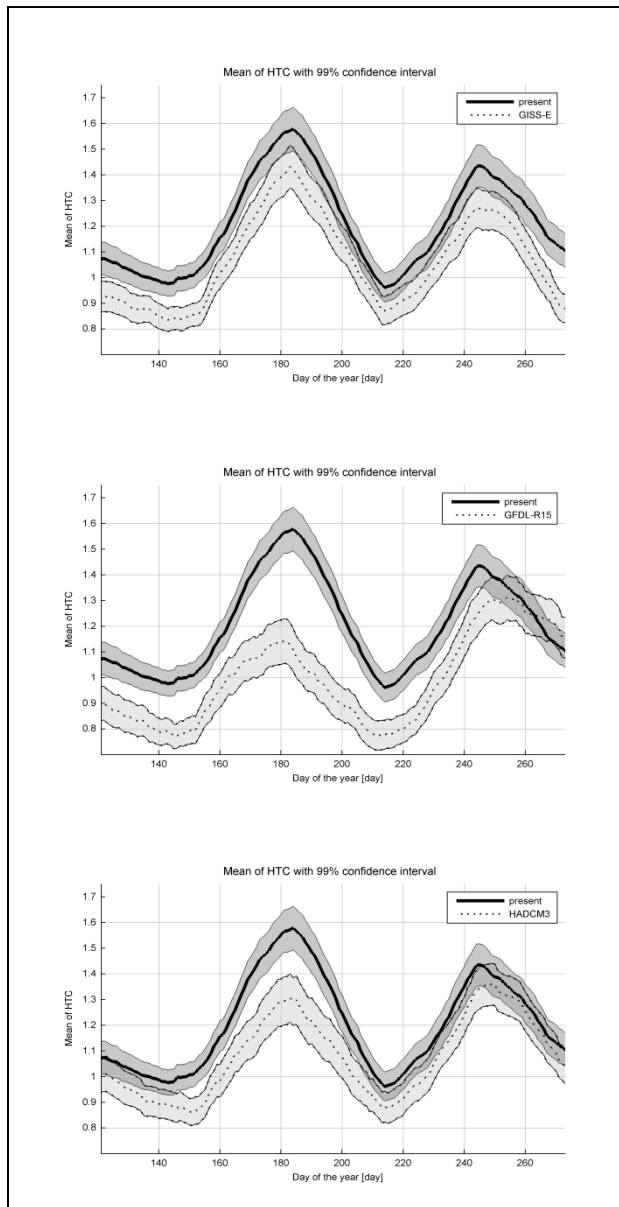 Mean of HTC with 99% confidence interval
present
GISS-E
1.7
1.6
1.5
1.4
1.3
1.2
1.1
1
0.9
0.8
Mean of HTC
140 160 180 200 220 240 260
Day of the year [day]
Mean of HTC with 99% confidence interval
present
GFDL-R15
1.7
1.6
1.5
1.4
1.3
1.2
1.1
1
0.9
0.8
Mean of HTC
140 160 180 200 220 240 260
Day of the year [day]
Mean of HTC with 99% confidence interval
present
HADCM3
1.7
1.6
1.5
1.4
1.3
1.2
1.1
1
0.9
0.8
Mean of HTC
140 160 180 200 220 240 260
Day of the year [day]